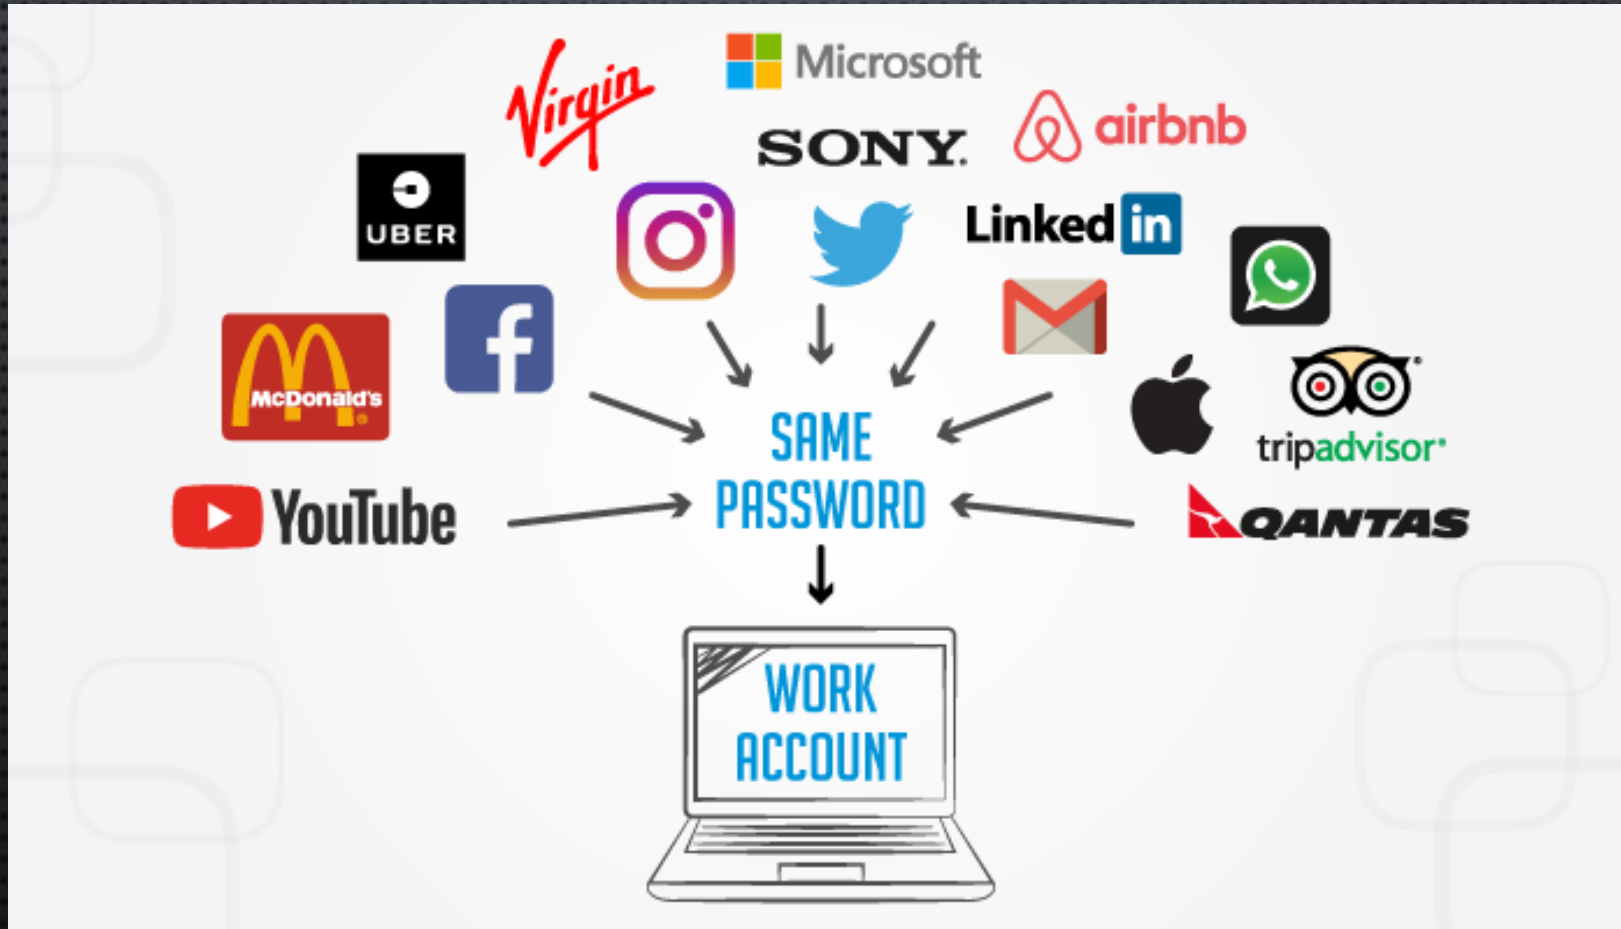 Virgin
Microsoft
SONY
airbnb
UBER
Linked in
McDonald's
tripadvisor
YouTube
QANTAS
SAME
PASSWORD
WORK
ACCOUNT